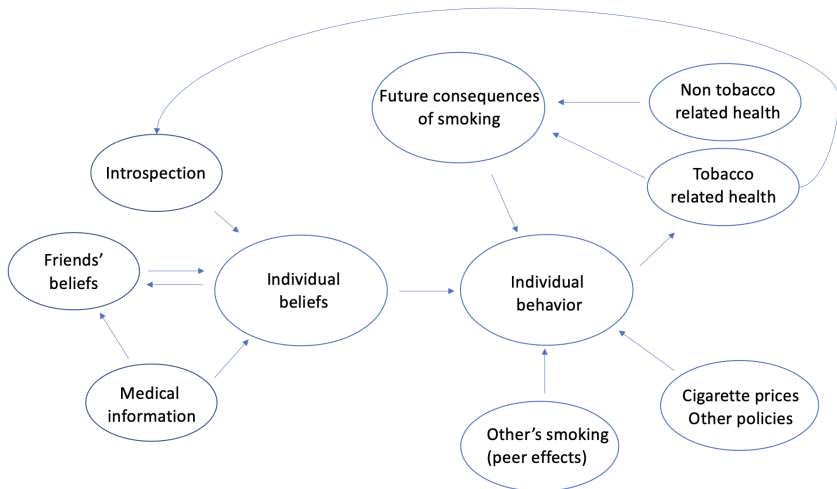 Future consequences
of smoking
Non tobacco
related health
Introspection
Tobacco
related health
Friends’
beliefs
Individual
beliefs
Individual
behavior
Medical
information
Cigarette prices
Other policies
Other’s smoking
(peer effects)